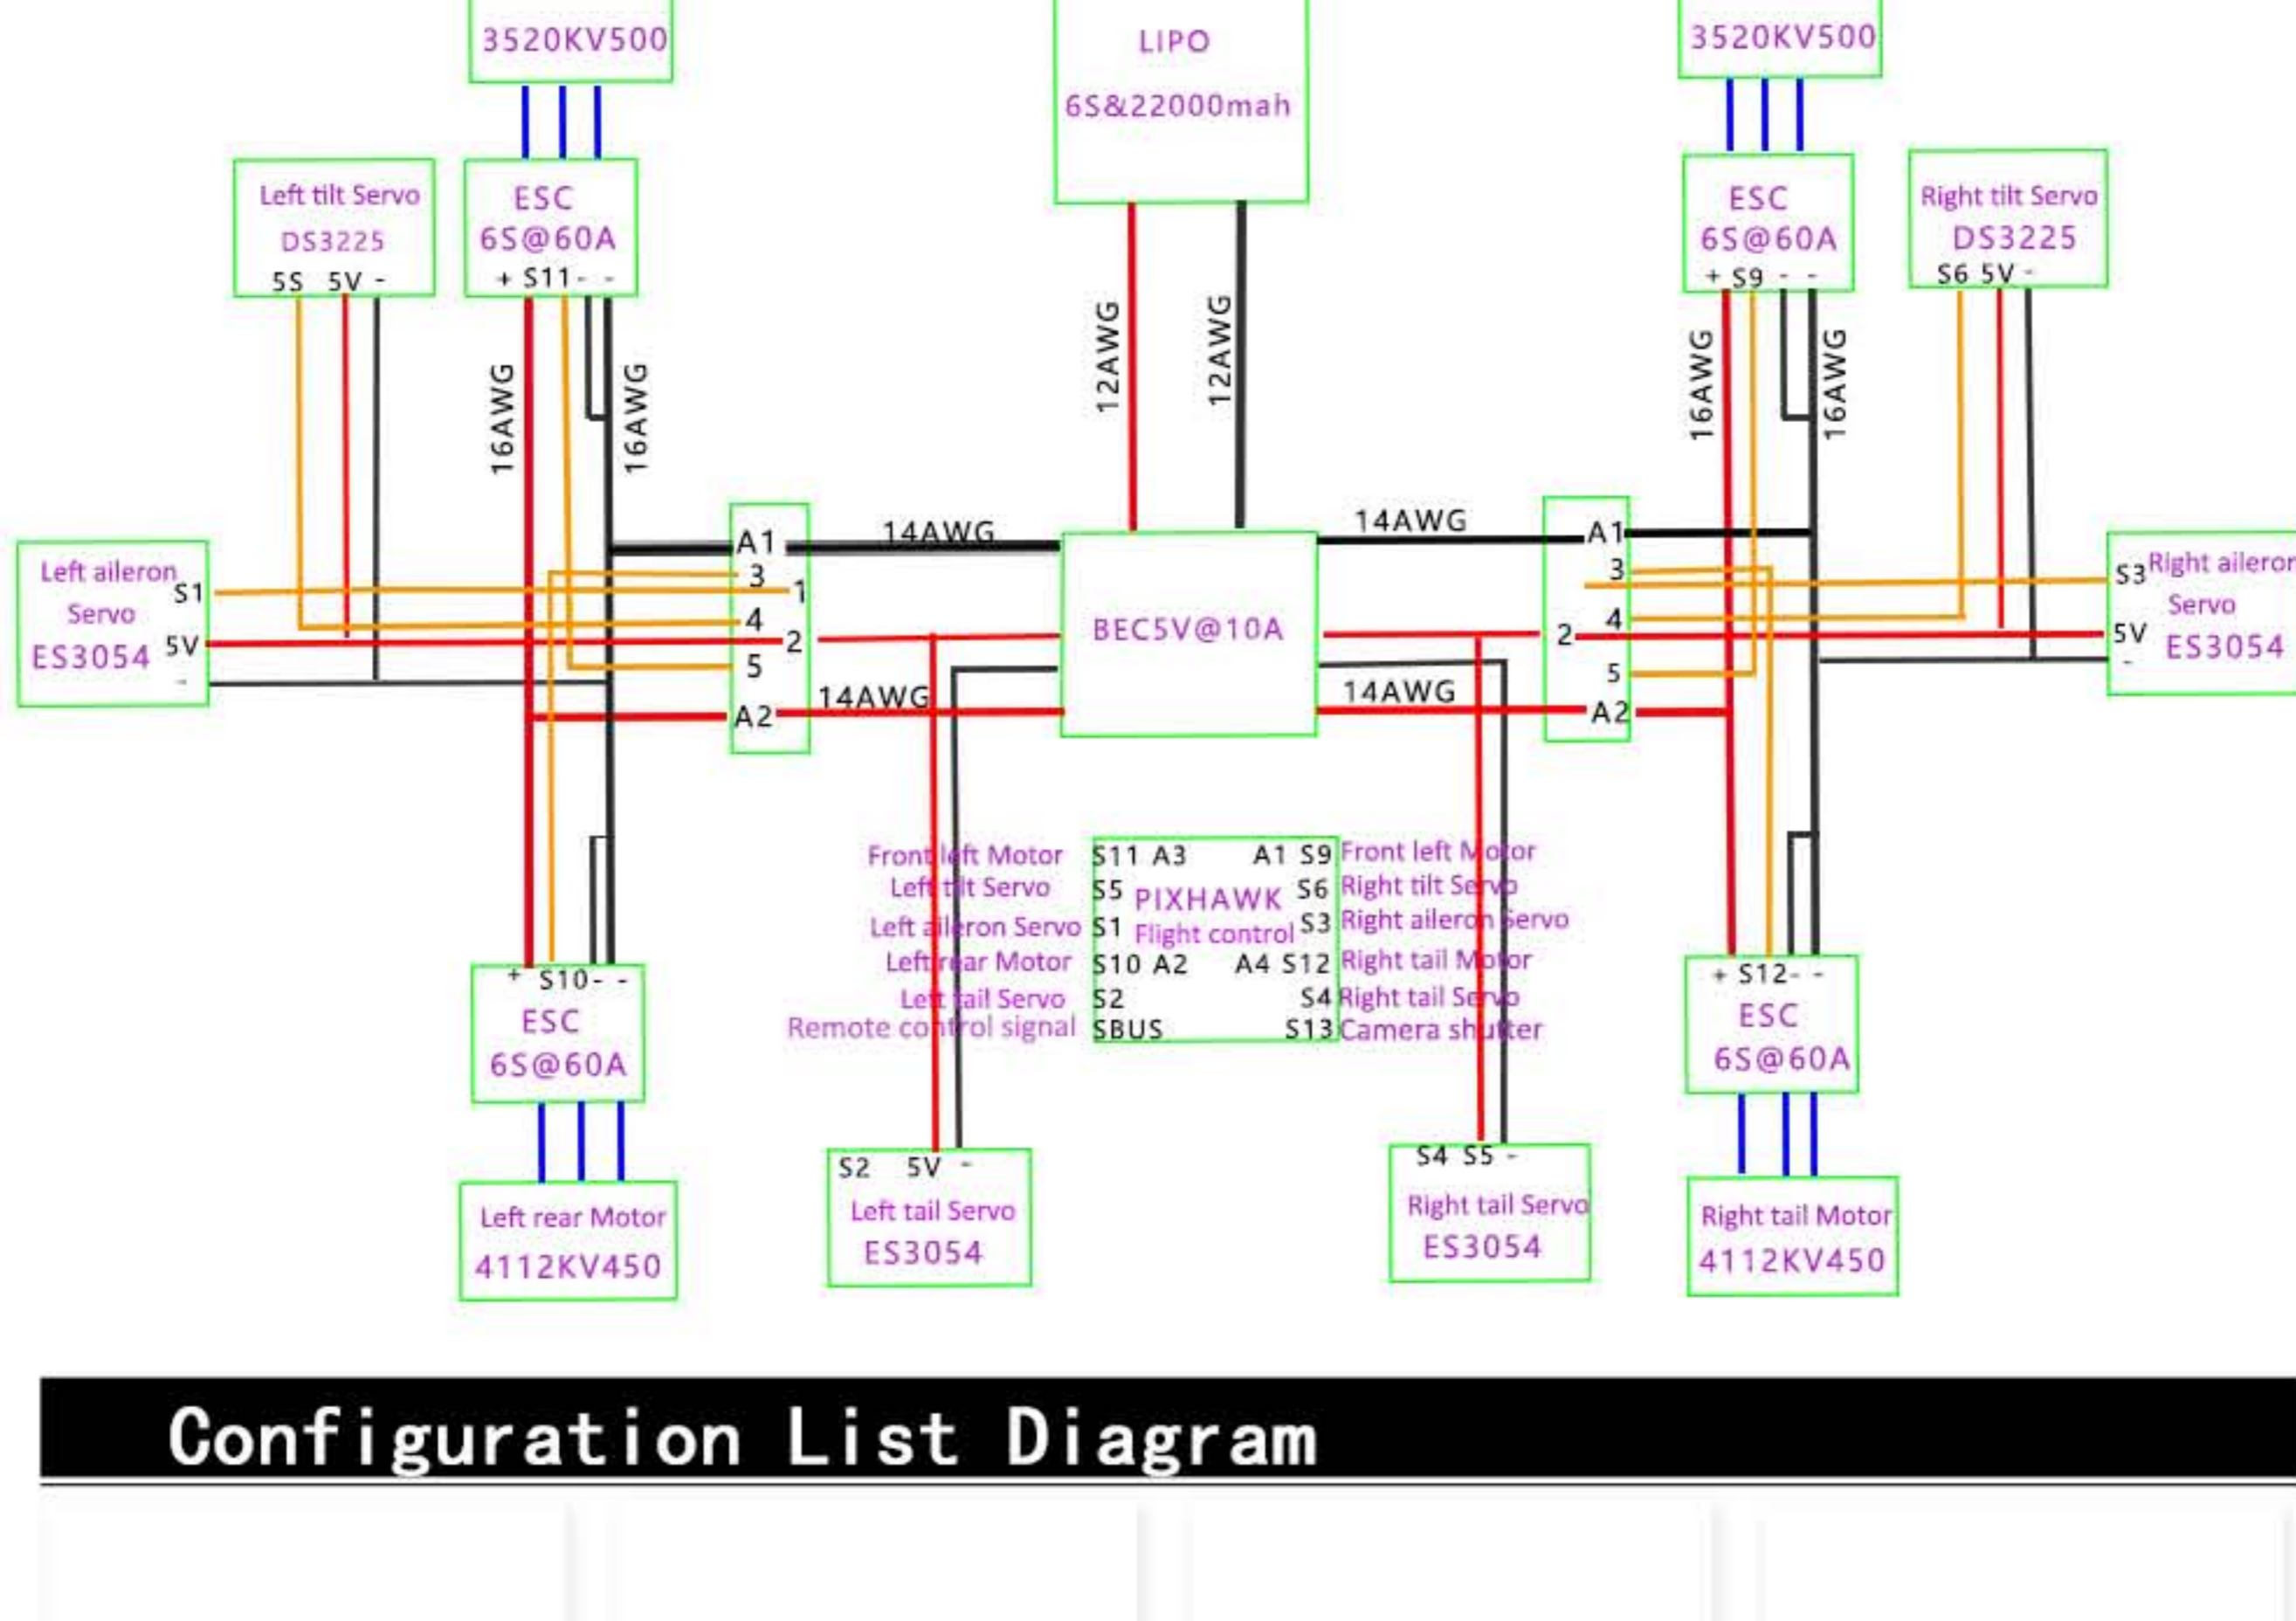 3520KV500
LIPO
6S&22000mah
3520KV500
Left tilt Servo
DS3225
5S 5V -
ESC
6S@60A
+ S11- -
ESC
6S@60A
+ S9 - -
Right tilt Servo
DS3225
S6 5V -
16AWG
16AWG
12AWG
12AWG
16AWG
16AWG
Left aileron
Servo
ES3054
S1
5V
-
A1
3
1
4
2
5
A2
14AWG
14AWG
BEC5V@10A
14AWG
14AWG
A1
3
4
2
5
A2
S3
5V
-
Right aileron
Servo
ES3054
Front left Motor S11 A3 A1 S9 Front left Motor
Left tilt Servo S5 PIXHAWK S6 Right tilt Servo
Left aileron Servo S1 Flight control S3 Right aileron Servo
Left rear Motor S10 A2 A4 S12 Right tail Motor
Left tail Servo S2 S4 Right tail Servo
Remote control signal SBUS S13 Camera shutter
+ S10- -
ESC
6S@60A
+ S12- -
ESC
6S@60A
Left rear Motor
4112KV450
S2 5V -
Left tail Servo
ES3054
S4 S5 -
Right tail Servo
ES3054
Right tail Motor
4112KV450
Configuration List Diagram